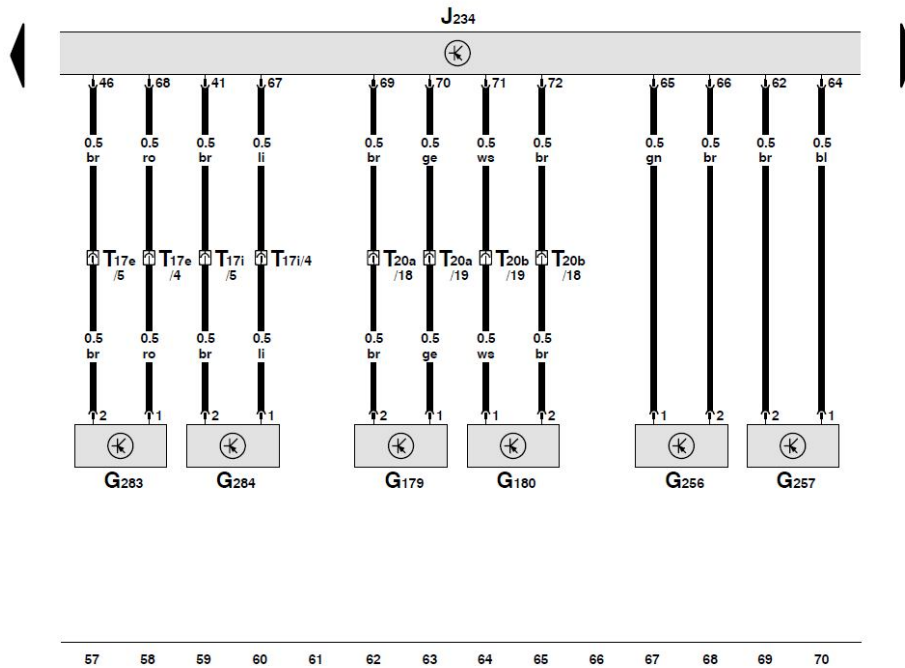 J234
46 68 41 67 69 70 71 72 65 66 62 64
0.5 0.5 0.5 0.5 0.5 0.5 0.5 0.5 0.5 0.5 0.5 0.5
br ro br li br ge ws br gn br br bl
T17e T17e T17i T17i/4 T20a T20a T20b T20b
/5 /4 /5 /18 /19 /19 /18
0.5 0.5 0.5 0.5 0.5 0.5 0.5 0.5
br ro br li br ge ws br
2 1 2 1 2 1 1 2 1 2 2 1
G283 G284 G179 G180 G256 G257
57 58 59 60 61 62 63 64 65 66 67 68 69 70